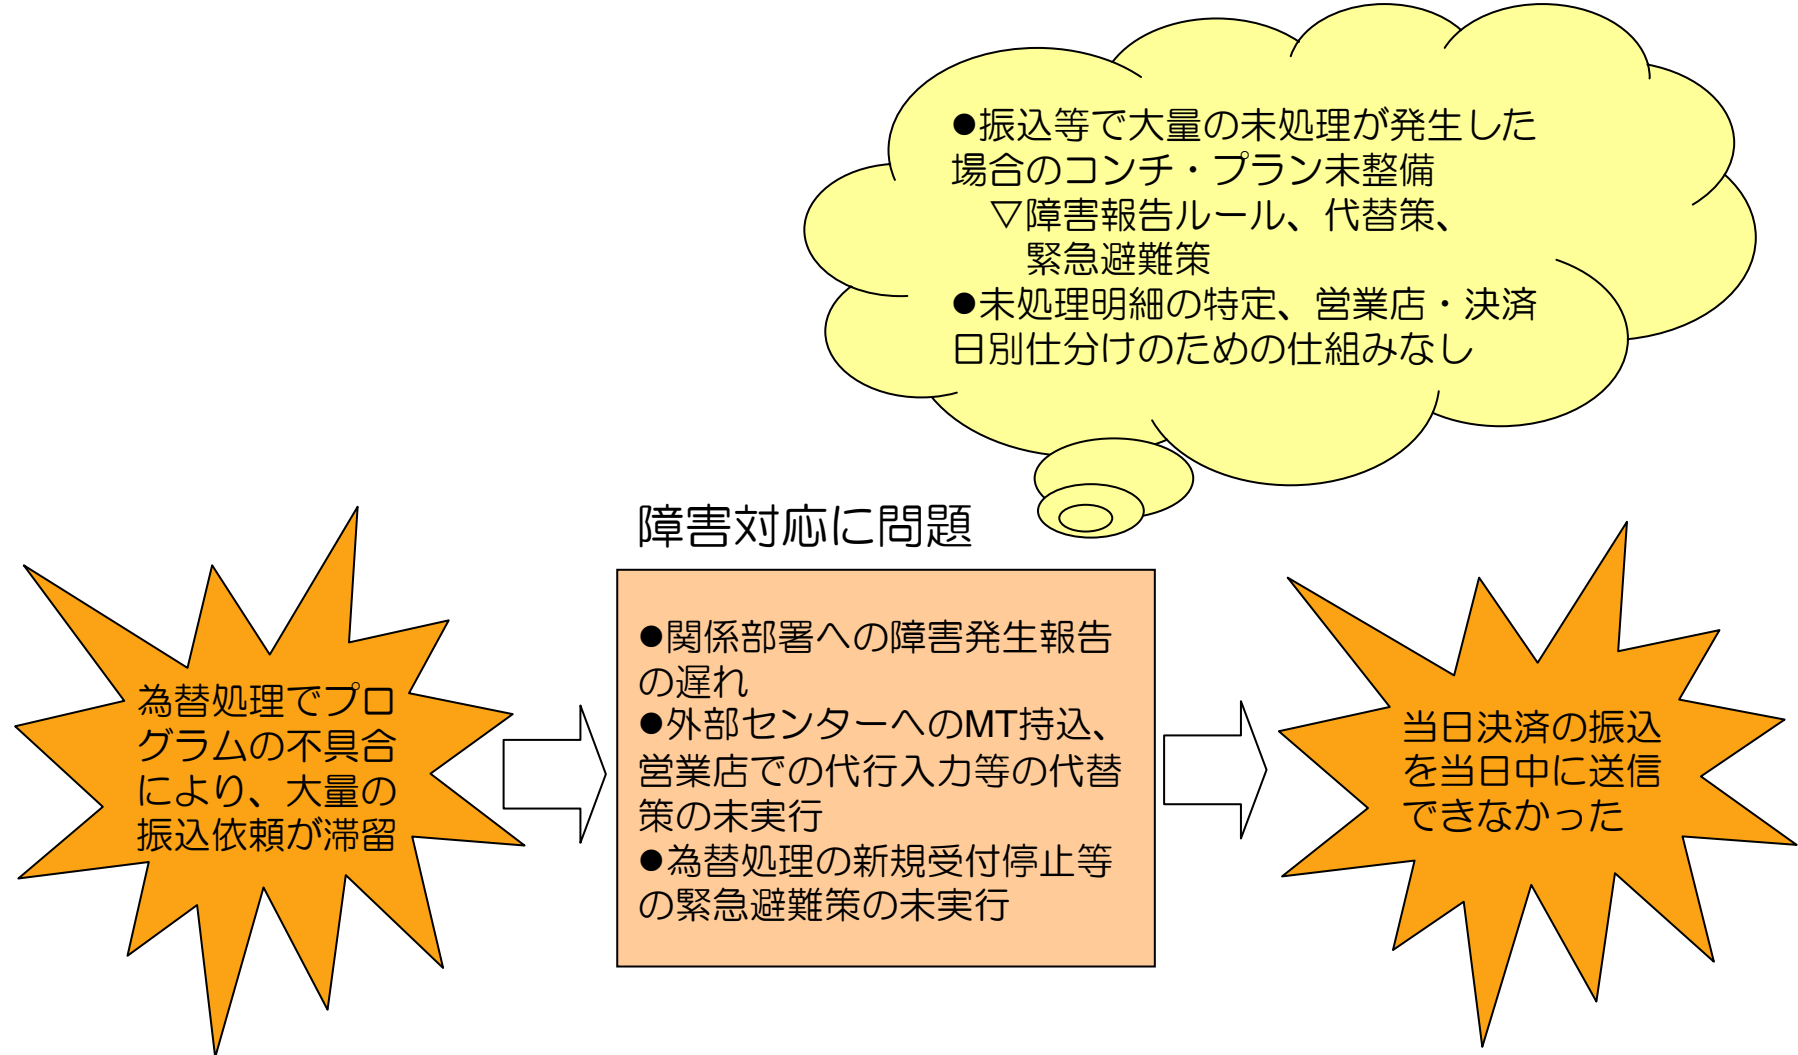 ●振込等で大量の未処理が発生した
場合のコンチ・プラン未整備
▽障害報告ルール、代替策、
緊急避難策
●未処理明細の特定、営業店・決済
日別仕分けのための仕組みなし
障害対応に問題
為替処理でプロ
グラムの不具合
により、大量の
振込依頼が滞留
●関係部署への障害発生報告
の遅れ
●外部センターへのMT持込、
営業店での代行入力等の代替
策の未実行
●為替処理の新規受付停止等
の緊急避難策の未実行
当日決済の振込
を当日中に送信
できなかった